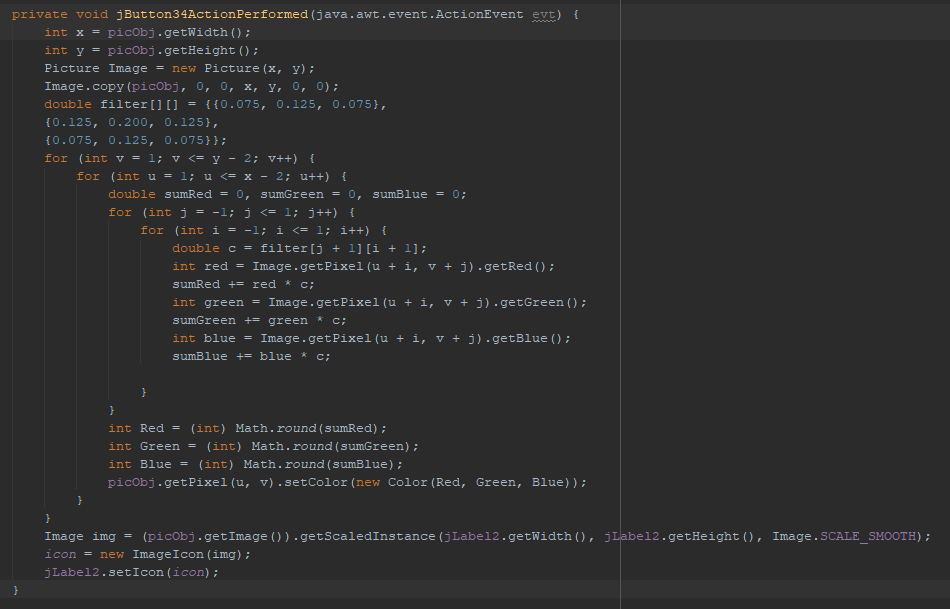 private void jButton34ActionPerformed(java.awt.event.ActionEvent evt) {
int x = picObj.getWidth();
int y = picObj.getHeight();
Picture Image = new Picture(x, y);
Image.copy(picObj, 0, 0, x, y, 0, 0);
double filter[][] = {{0.075, 0.125, 0.075},
{0.125, 0.200, 0.125},
{0.075, 0.125, 0.075}};
for (int v = 1; v <= y - 2; v++) {
for (int u = 1; u <= x - 2; u++) {
double sumRed = 0, sumGreen = 0, sumBlue = 0;
for (int j = -1; j <= 1; j++) {
for (int i = -1; i <= 1; i++) {
double c = filter[j + 1][i + 1];
int red = Image.getPixel(u + i, v + j).getRed();
sumRed += red * c;
int green = Image.getPixel(u + i, v + j).getGreen();
sumGreen += green * c;
int blue = Image.getPixel(u + i, v + j).getBlue();
sumBlue += blue * c;
}
}
int Red = (int) Math.round(sumRed);
int Green = (int) Math.round(sumGreen);
int Blue = (int) Math.round(sumBlue);
picObj.getPixel(u, v).setColor(new Color(Red, Green, Blue));
}
}
Image img = (picObj.getImage()).getScaledInstance(jLabel2.getWidth(), jLabel2.getHeight(), Image.SCALE_SMOOTH);
icon = new ImageIcon(img);
jLabel2.setIcon(icon);
}